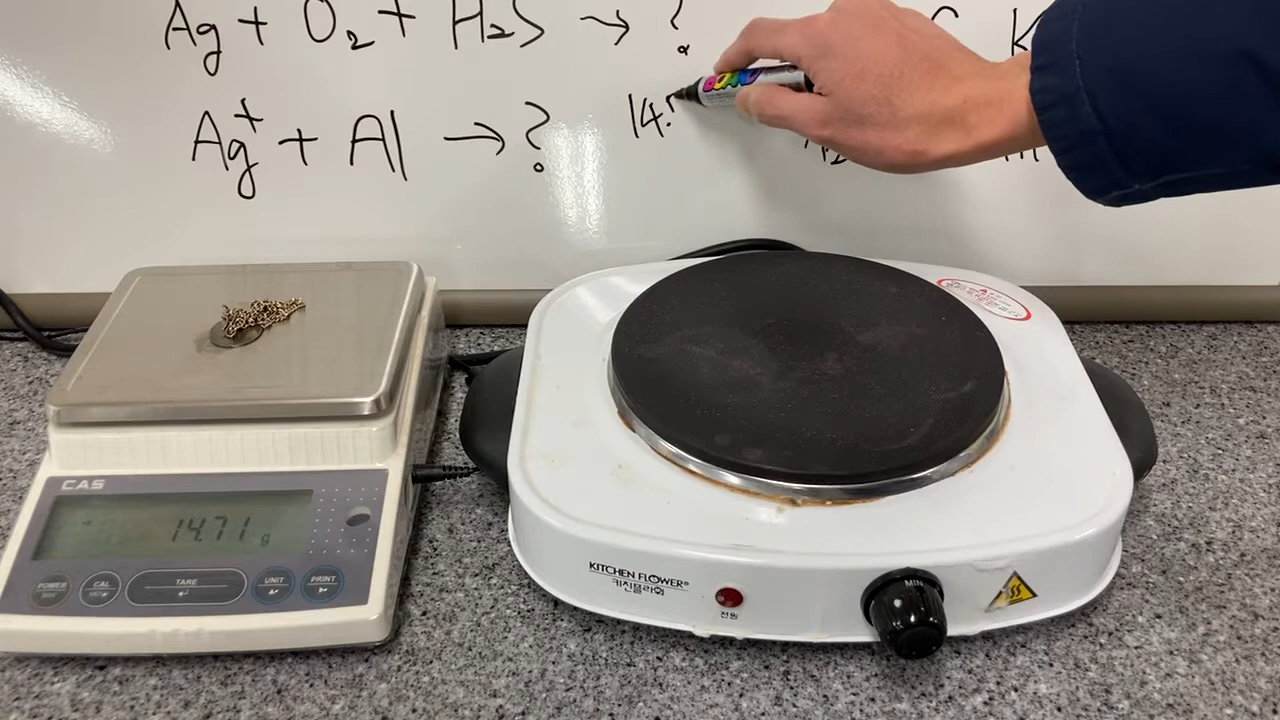 Ag + O₂ + H₂S → ?
Ag⁺ + Al → ?
14.
CAS
14.71 g
POWER
CAL
TARE
UNIT
PRINT
KITCHEN FLOWER®
키친플라워
전원
MIN